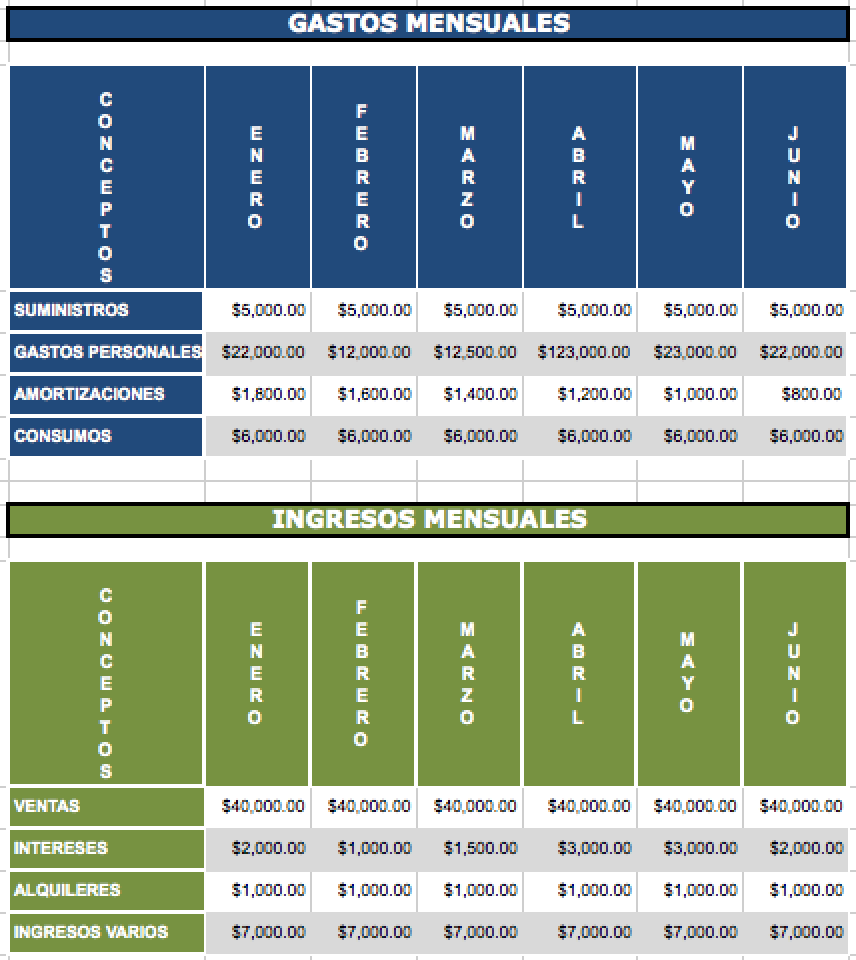 GASTOS MENSUALES
CONCEPTOS ENERO FEBRERO MARZO ABRIL MAYO JUNIO
SUMINISTROS $5,000.00 $5,000.00 $5,000.00 $5,000.00 $5,000.00 $5,000.00
GASTOS PERSONALES $22,000.00 $12,000.00 $12,500.00 $123,000.00 $23,000.00 $22,000.00
AMORTIZACIONES $1,800.00 $1,600.00 $1,400.00 $1,200.00 $1,000.00 $800.00
CONSUMOS $6,000.00 $6,000.00 $6,000.00 $6,000.00 $6,000.00 $6,000.00
INGRESOS MENSUALES
CONCEPTOS ENERO FEBRERO MARZO ABRIL MAYO JUNIO
VENTAS $40,000.00 $40,000.00 $40,000.00 $40,000.00 $40,000.00 $40,000.00
INTERESES $2,000.00 $1,000.00 $1,500.00 $3,000.00 $3,000.00 $2,000.00
ALQUILERES $1,000.00 $1,000.00 $1,000.00 $1,000.00 $1,000.00 $1,000.00
INGRESOS VARIOS $7,000.00 $7,000.00 $7,000.00 $7,000.00 $7,000.00 $7,000.00